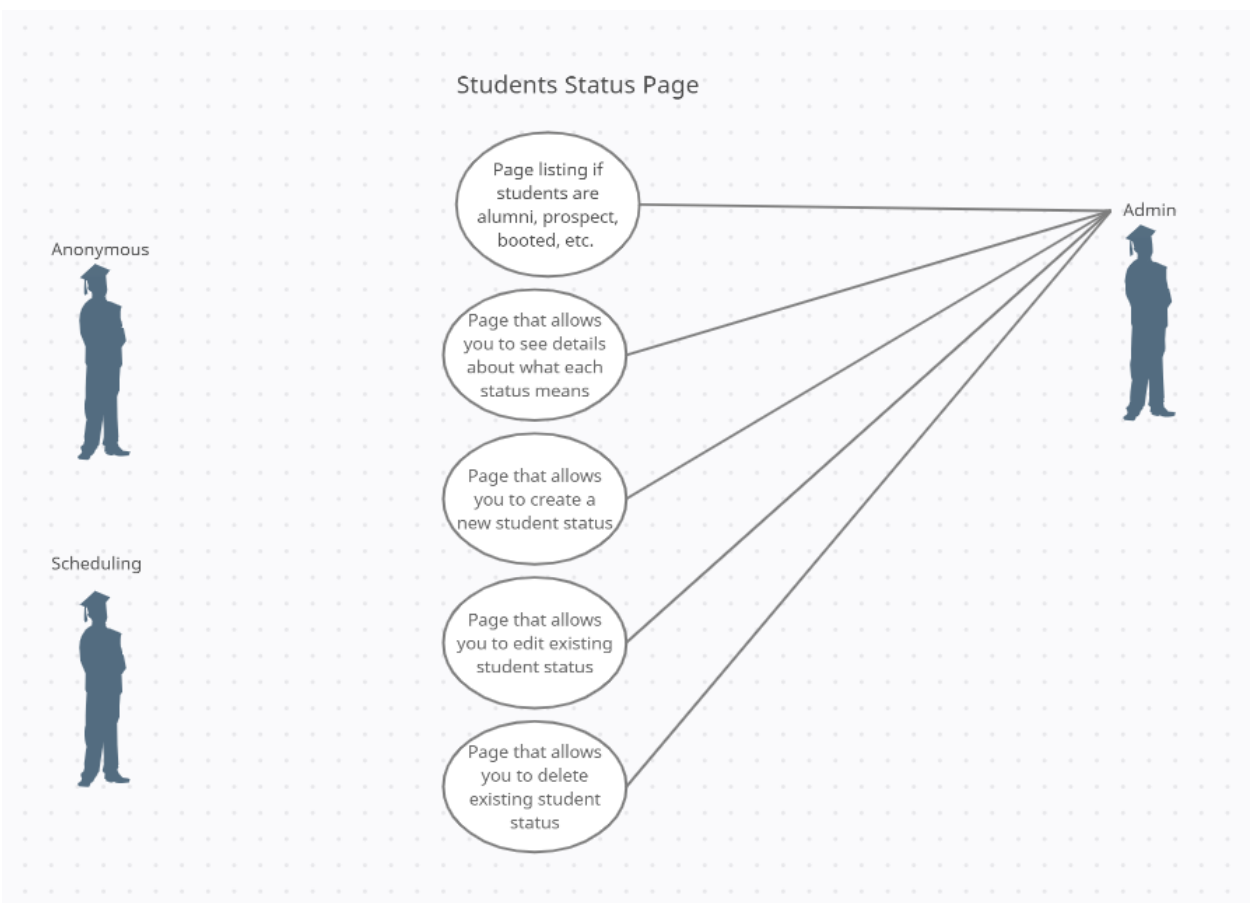 Students Status Page
Page listing if
students are
alumni, prospect,
booted, etc.
Admin
Anonymous
Page that allows
you to see details
about what each
status means
Page that allows
you to create a
new student status
Scheduling
Page that allows
you to edit existing
student status
Page that allows
you to delete
existing student
status